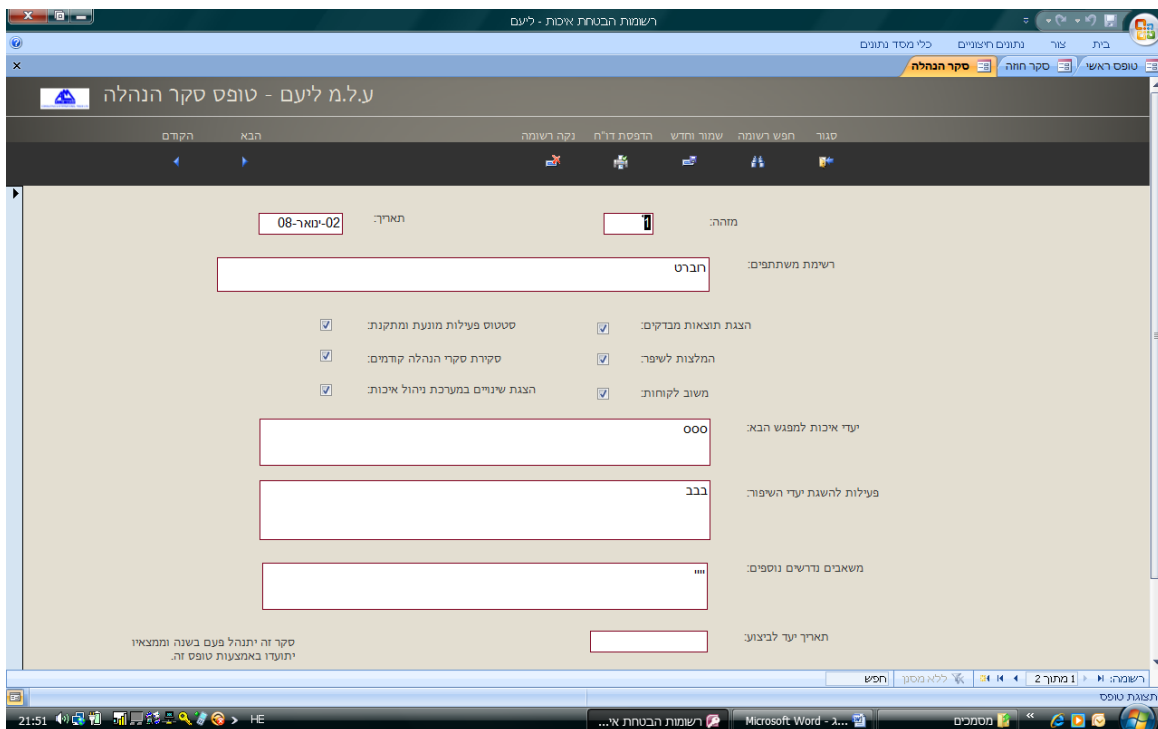 רשומות הבטחת איכות - ליעם
בית צור נתונים חיצוניים כלי מסד נתונים
טופס ראשי סקר חוזה סקר הנהלה
ע.ל.מ ליעם - טופס סקר הנהלה
סגור חפש רשומה שמור וחדש הדפסת דו"ח נקה רשומה הבא הקודם
מזהה: 1 תאריך: 02-ינואר-08
רשימת משתתפים: רוברט
הצגת תוצאות מבדקים: סטטוס פעילות מונעת ומתקנת:
המלצות לשיפר: סקירת סקרי הנהלה קודמים:
משוב לקוחות: הצגת שינויים במערכת ניהול איכות:
יעדי איכות למפגש הבא: ססס
פעילות להשגת יעדי השיפור: בבב
משאבים נדרשים נוספים: """
תאריך יעד לביצוע:
סקר זה יתנהל פעם בשנה וממצאיו
יתועדו באמצעות טופס זה.
רשומה: 1 מתוך 2 ללא מסנן חפש
תצוגת טופס
מסמכים Microsoft Word - ג... רשומות הבטחת אי... HE 21:51